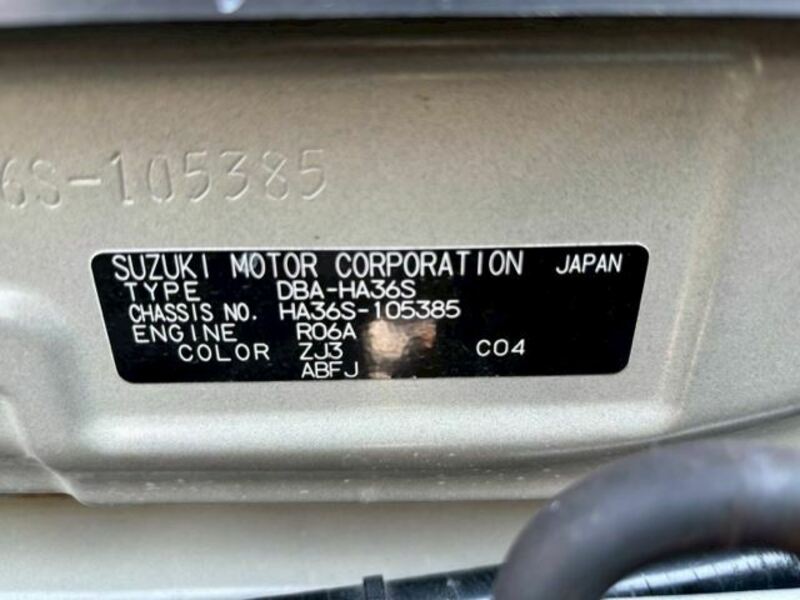 6S-105385
SUZUKI MOTOR CORPORATION JAPAN
TYPE DBA-HA36S
CHASSIS NO. HA36S-105385
ENGINE R06A
COLOR ZJ3 C04
ABFJ